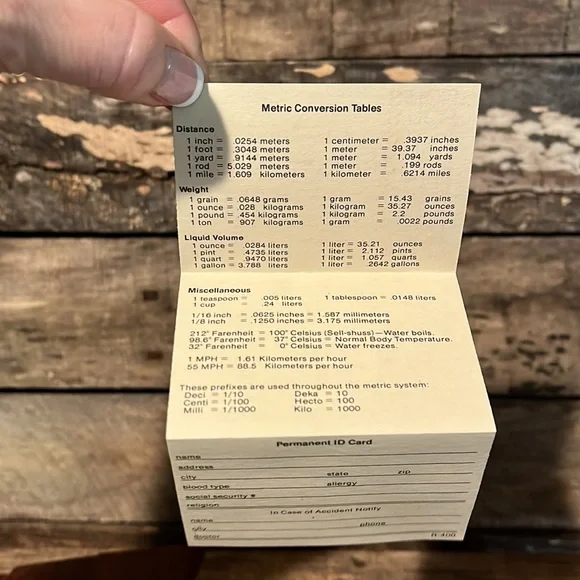 Metric Conversion Tables
Distance
1 inch = .0254 meters 1 centimeter = .3937 inches
1 foot = .3048 meters 1 meter = 39.37 inches
1 yard = .9144 meters 1 meter = 1.094 yards
1 rod = 5.029 meters 1 meter = .199 rods
1 mile = 1.609 kilometers 1 kilometer = .6214 miles
Weight
1 grain = .0648 grams 1 gram = 15.43 grains
1 ounce = .028 kilograms 1 kilogram = 35.27 ounces
1 pound = .454 kilograms 1 kilogram = 2.2 pounds
1 ton = 907 kilograms 1 gram = .0022 pounds
Liquid Volume
1 ounce = .0284 liters 1 liter = 35.21 ounces
1 pint = .4735 liters 1 liter = 2.112 pints
1 quart = .9470 liters 1 liter = 1.057 quarts
1 gallon = 3.788 liters 1 liter = .2642 gallons
Miscellaneous
1 teaspoon = .005 liters 1 tablespoon = .0148 liters
1 cup = .24 liters
1/16 inch = .0625 inches = 1.587 millimeters
1/8 inch = .1250 inches = 3.175 millimeters
212° Farenheit = 100° Celsius (Sell-shuss)—Water boils.
98.6° Farenheit = 37° Celsius = Normal Body Temperature.
32° Farenheit = 0° Celsius = Water freezes.
1 MPH = 1.61 Kilometers per hour
55 MPH = 88.5 Kilometers per hour
These prefixes are used throughout the metric system:
Deci = 1/10 Deka = 10
Centi = 1/100 Hecto = 100
Milli = 1/1000 Kilo = 1000
Permanent ID Card
name
address
city state zip
blood type allergy
social security #
religion
In Case of Accident Notify
name
city phone
doctor
B-400